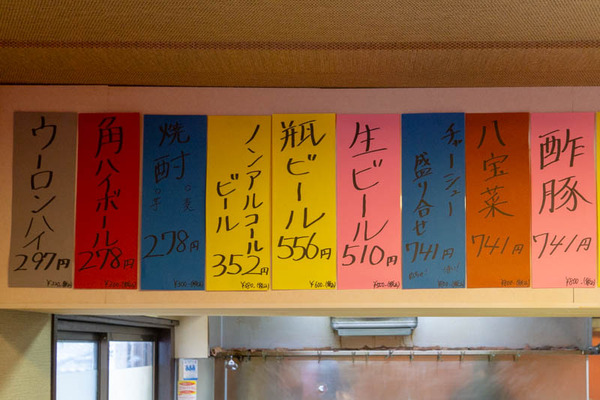 酢豚
741円
八宝菜
741円
チャーシュー
盛り合せ
741円
生ビール
510円
瓶ビール
556円
ノンアルコール
ビール
352円
焼酎
278円
角ハイボール
278円
ウーロンハイ
297円